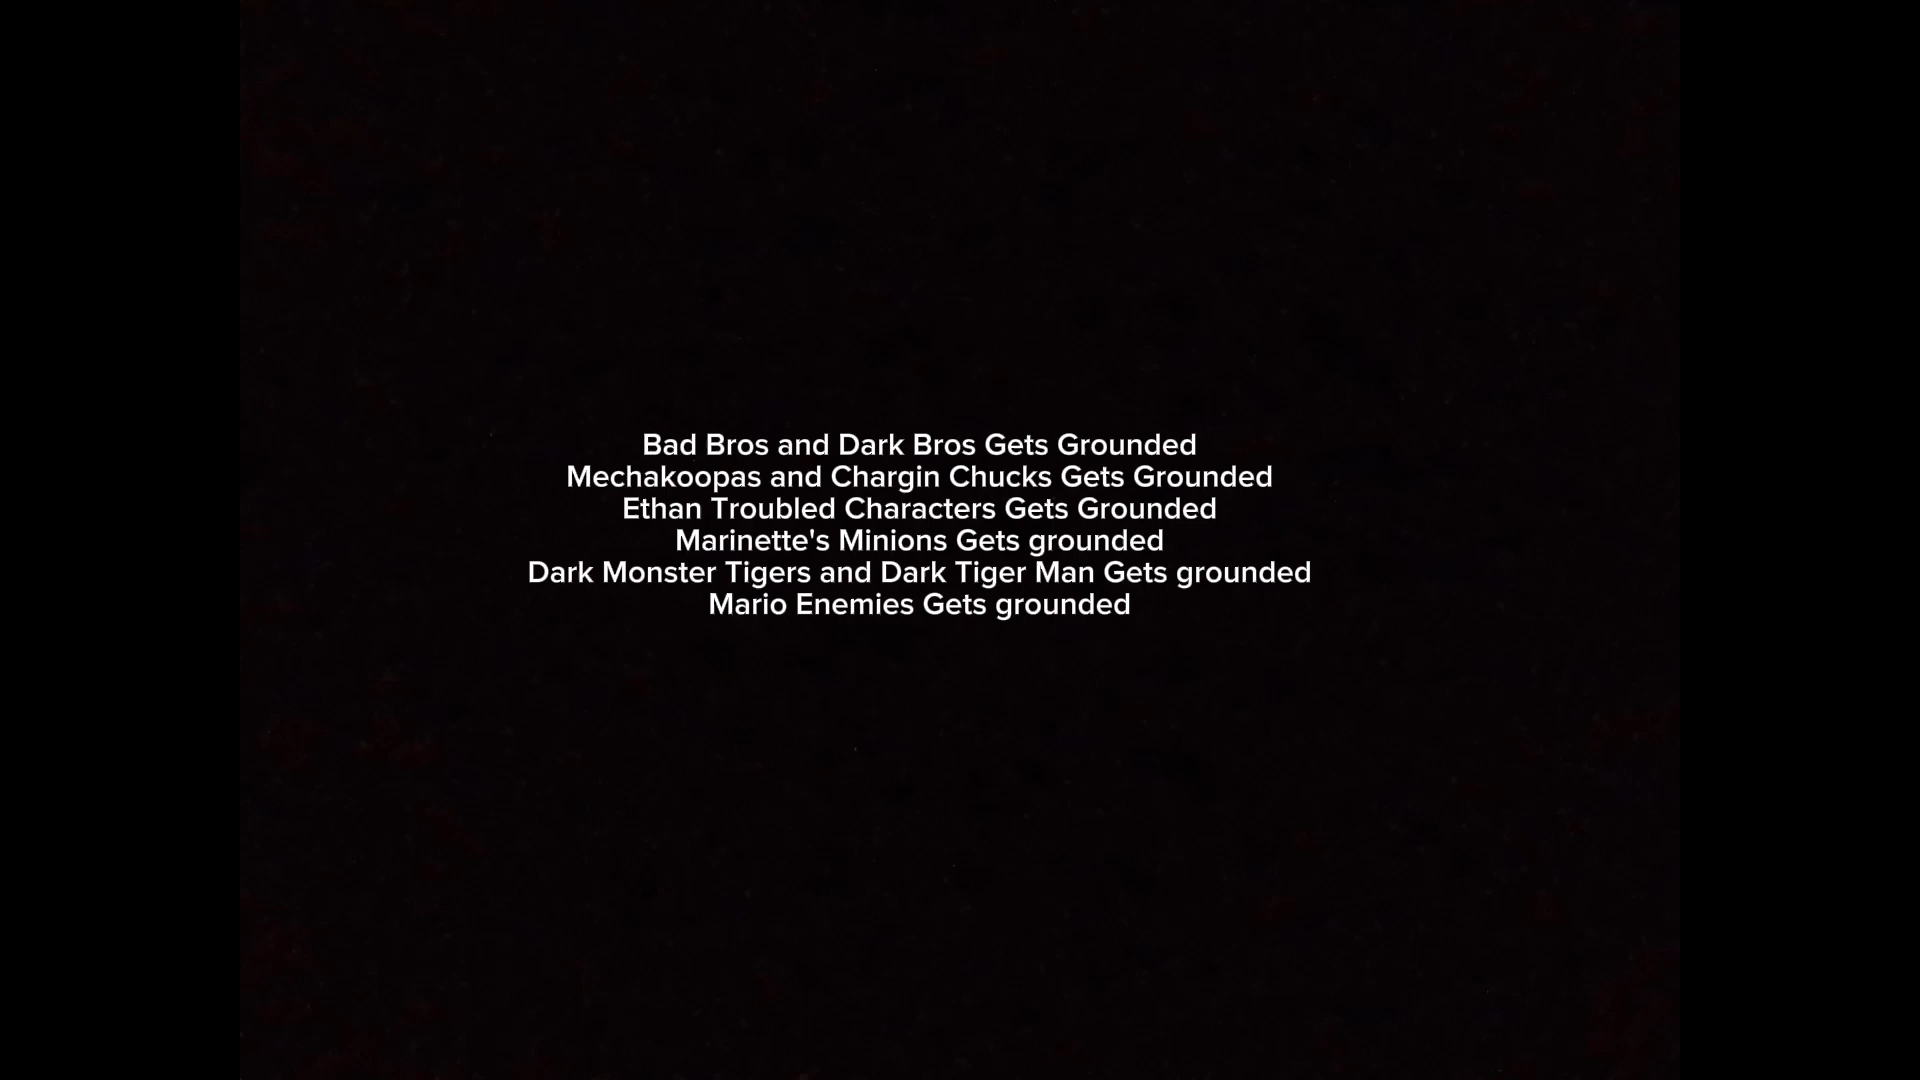 Bad Bros and Dark Bros Gets Grounded
Mechakoopas and Chargin Chucks Gets Grounded
Ethan Troubled Characters Gets Grounded
Marinette's Minions Gets grounded
Dark Monster Tigers and Dark Tiger Man Gets grounded
Mario Enemies Gets grounded